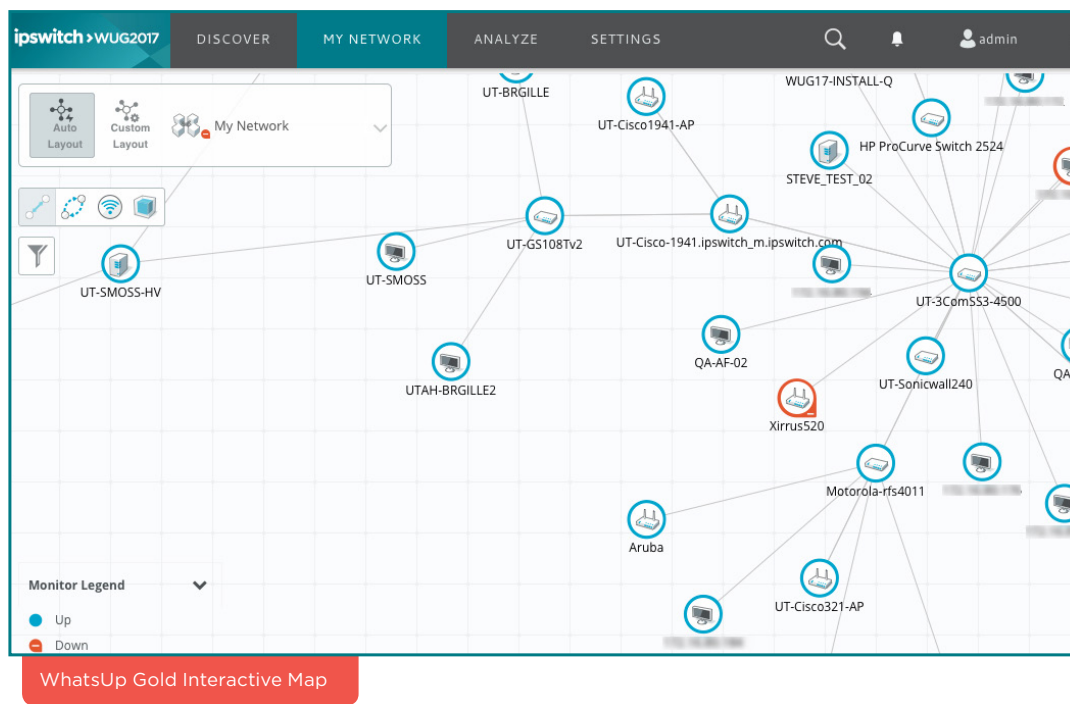 ipswitch>WUG2017 DISCOVER MY NETWORK ANALYZE SETTINGS admin
Auto Layout
Custom Layout
My Network
UT-BRGILLE
UT-Cisco1941-AP
WUG17-INSTALL-Q
HP ProCurve Switch 2524
STEVE_TEST_02
UT-GS108Tv2
UT-Cisco-1941.ipswitch_m.ipswitch.com
UT-SMOSS
UT-SMOSS-HV
UT-3ComSS3-4500
QA-AF-02
UT-Sonicwall240
QA
UTAH-BRGILLE2
Xirrus520
Motorola-rfs4011
Aruba
UT-Cisco321-AP
Monitor Legend
Up
Down
WhatsUp Gold Interactive Map